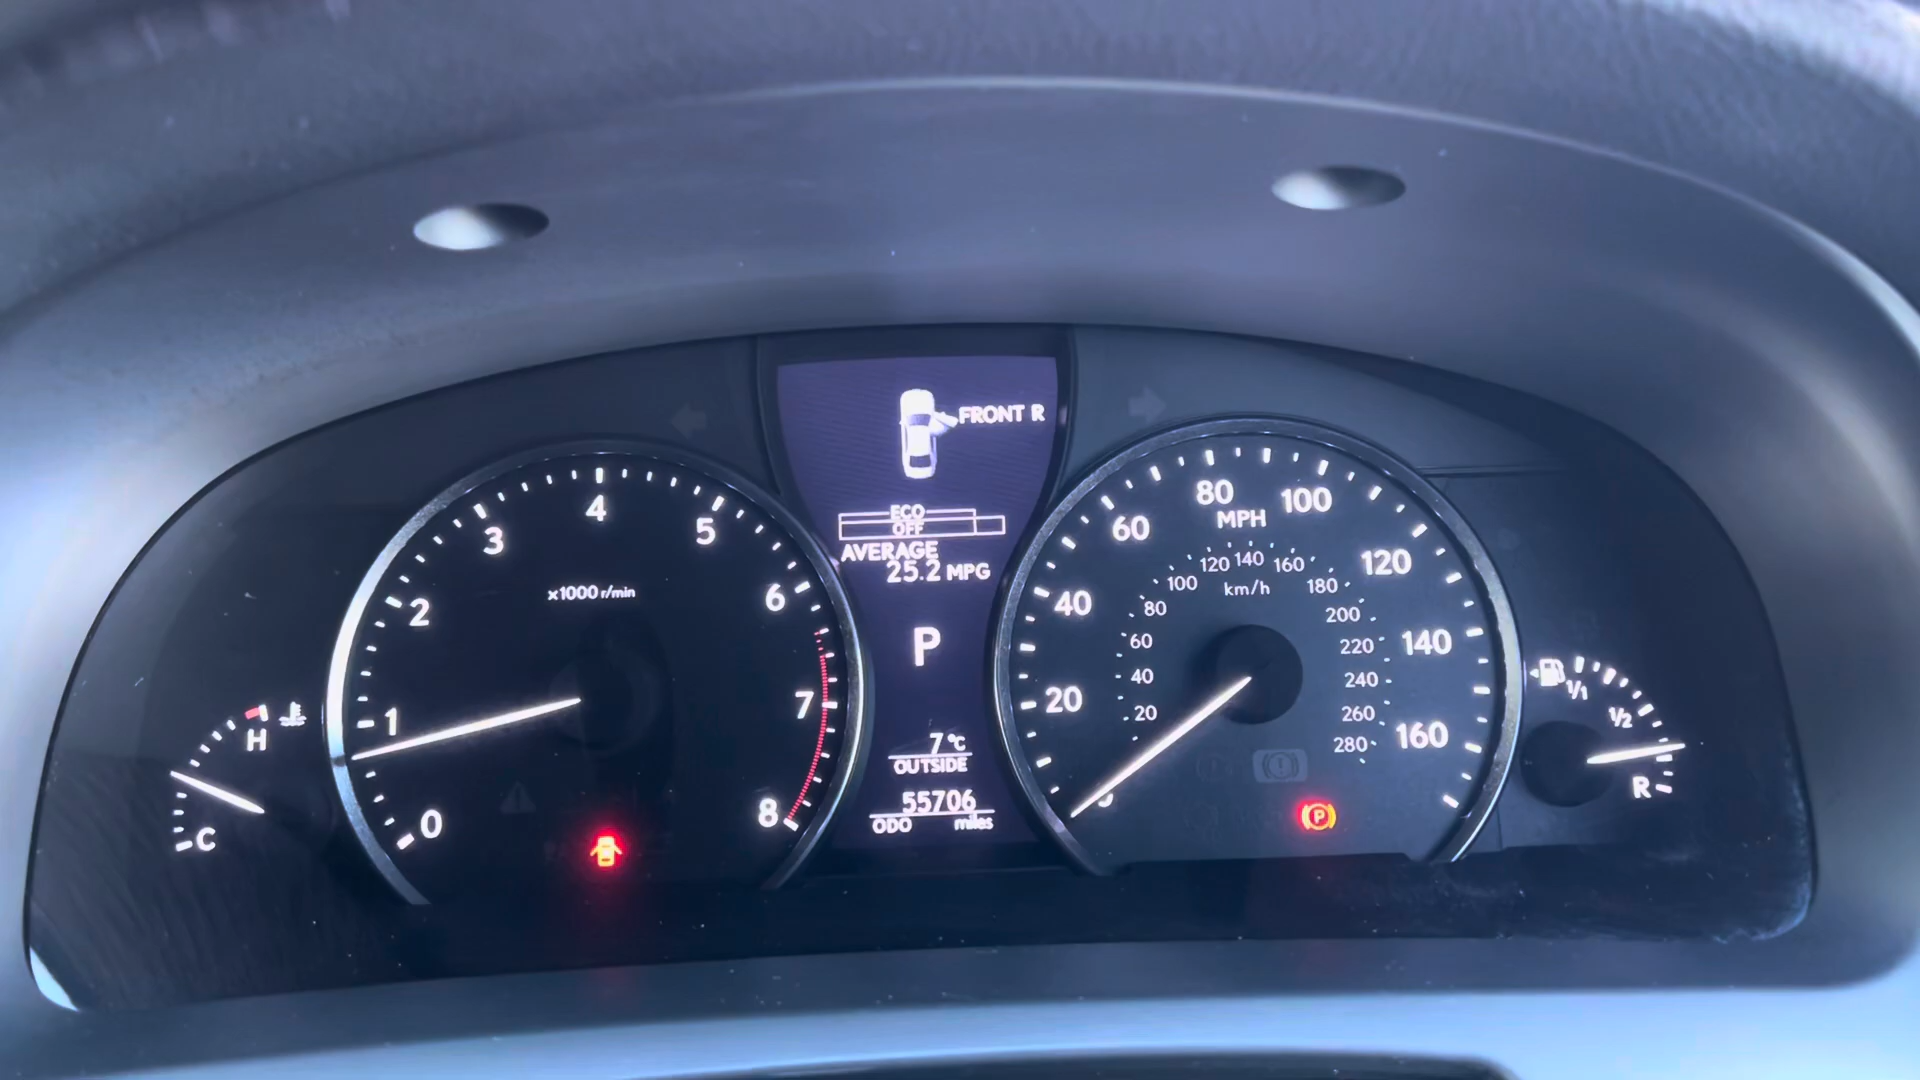 FRONT R
ECO
OFF
AVERAGE
25.2 MPG
P
7°C
OUTSIDE
55706
ODO miles
0
1
2
3
4
5
6
7
8
x1000 r/min
H
C
20
40
60
80
100
120
140
160
MPH
20
40
60
80
100
120
140
160
180
200
220
240
260
280
km/h
P
1/1
1/2
R